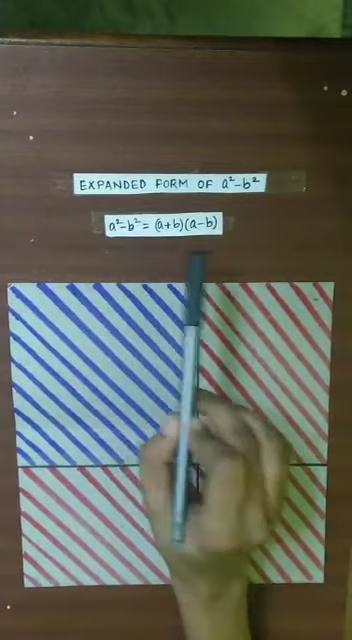 EXPANDED FORM OF a²-b²
a²-b² = (a+b)(a-b)